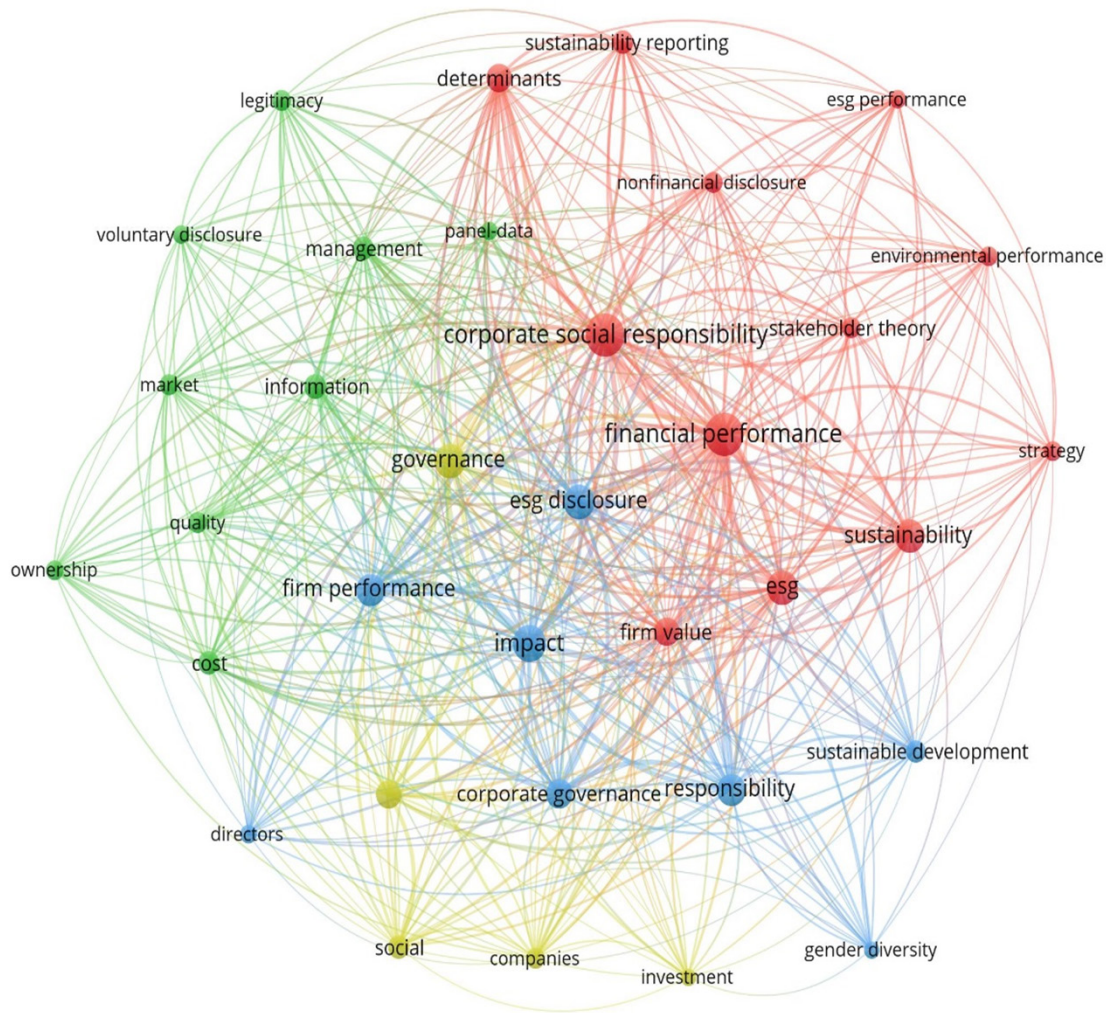 sustainability reporting
determinants
legitimacy
esg performance
nonfinancial disclosure
voluntary disclosure
management
panel-data
environmental performance
corporate social responsibility
stakeholder theory
market
information
financial performance
governance
strategy
esg disclosure
quality
sustainability
ownership
firm performance
esg
firm value
impact
cost
sustainable development
corporate governance
responsibility
directors
social
companies
investment
gender diversity